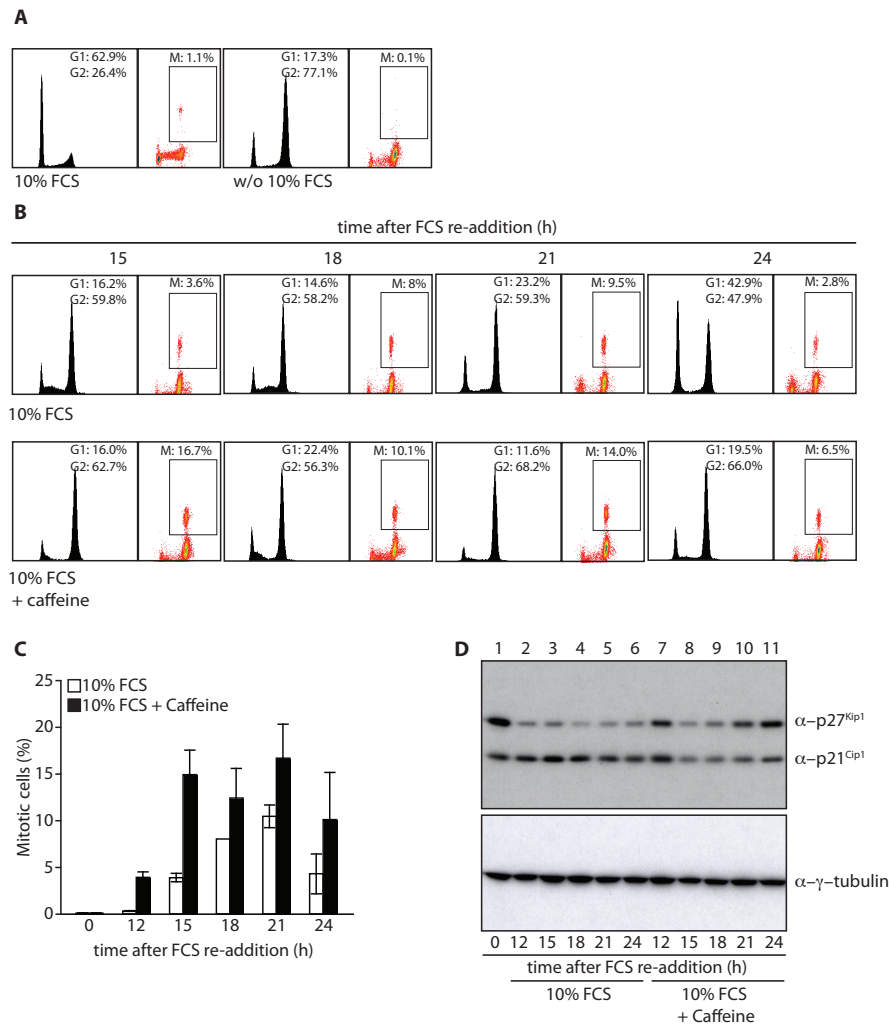 A
G1: 62.9%
G2: 26.4%
M: 1.1%
G1: 17.3%
G2: 77.1%
M: 0.1%
10% FCS
w/o 10% FCS
B
time after FCS re-addition (h)
15
18
21
24
G1: 16.2%
G2: 59.8%
M: 3.6%
G1: 14.6%
G2: 58.2%
M: 8%
G1: 23.2%
G2: 59.3%
M: 9.5%
G1: 42.9%
G2: 47.9%
M: 2.8%
10% FCS
G1: 16.0%
G2: 62.7%
M: 16.7%
G1: 22.4%
G2: 56.3%
M: 10.1%
G1: 11.6%
G2: 68.2%
M: 14.0%
G1: 19.5%
G2: 66.0%
M: 6.5%
10% FCS
+ caffeine
C
25
20
15
10
5
0
Mitotic cells (%)
10% FCS
10% FCS + Caffeine
0 12 15 18 21 24
time after FCS re-addition (h)
D
1 2 3 4 5 6 7 8 9 10 11
α-p27Kip1
α-p21Cip1
α-γ-tubulin
0 12 15 18 21 24 12 15 18 21 24
time after FCS re-addition (h)
10% FCS
10% FCS
+ Caffeine